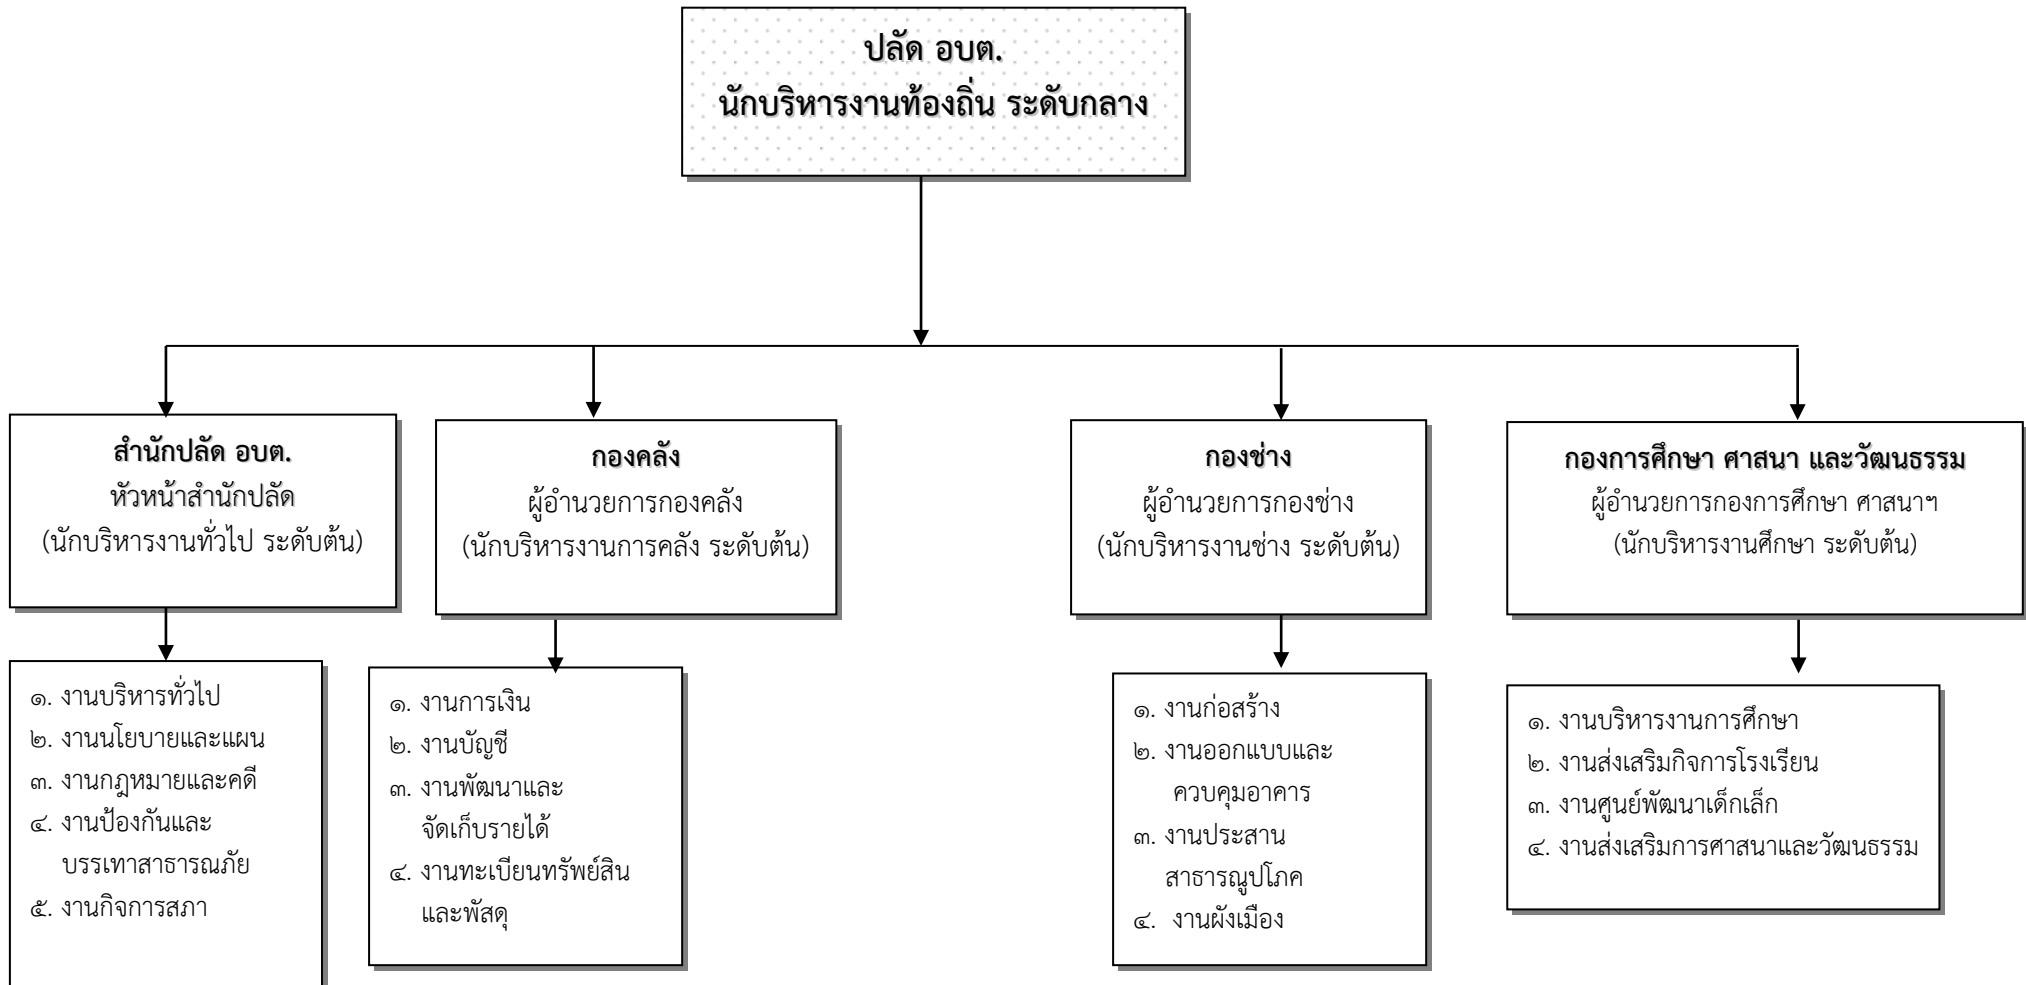 ปลัด อบต.
นักบริหารงานท้องถิ่น ระดับกลาง
สำนักปลัด อบต.
หัวหน้าสำนักปลัด
(นักบริหารงานทั่วไป ระดับต้น)
กองคลัง
ผู้อำนวยการกองคลัง
(นักบริหารงานการคลัง ระดับต้น)
กองช่าง
ผู้อำนวยการกองช่าง
(นักบริหารงานช่าง ระดับต้น)
กองการศึกษา ศาสนา และวัฒนธรรม
ผู้อำนวยการกองการศึกษา ศาสนาฯ
(นักบริหารงานศึกษา ระดับต้น)
๑. งานบริหารทั่วไป
๒. งานนโยบายและแผน
๓. งานกฎหมายและคดี
๔. งานป้องกันและ
บรรเทาสาธารณภัย
๕. งานกิจการสภา
๑. งานการเงิน
๒. งานบัญชี
๓. งานพัฒนาและ
จัดเก็บรายได้
๔. งานทะเบียนทรัพย์สิน
และพัสดุ
๑. งานก่อสร้าง
๒. งานออกแบบและ
ควบคุมอาคาร
๓. งานประสาน
สาธารณูปโภค
๔. งานผังเมือง
๑. งานบริหารงานการศึกษา
๒. งานส่งเสริมกิจการโรงเรียน
๓. งานศูนย์พัฒนาเด็กเล็ก
๔. งานส่งเสริมการศาสนาและวัฒนธรรม